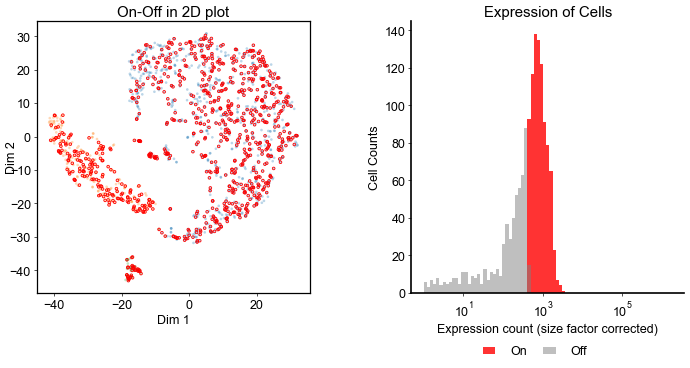 On-Off in 2D plot
Expression of Cells
30
20
10
0
−10
−20
−30
−40
Dim 2
−40
−20
0
20
Dim 1
140
120
100
80
60
40
20
0
Cell Counts
10^1
10^3
10^5
Expression count (size factor corrected)
On
Off